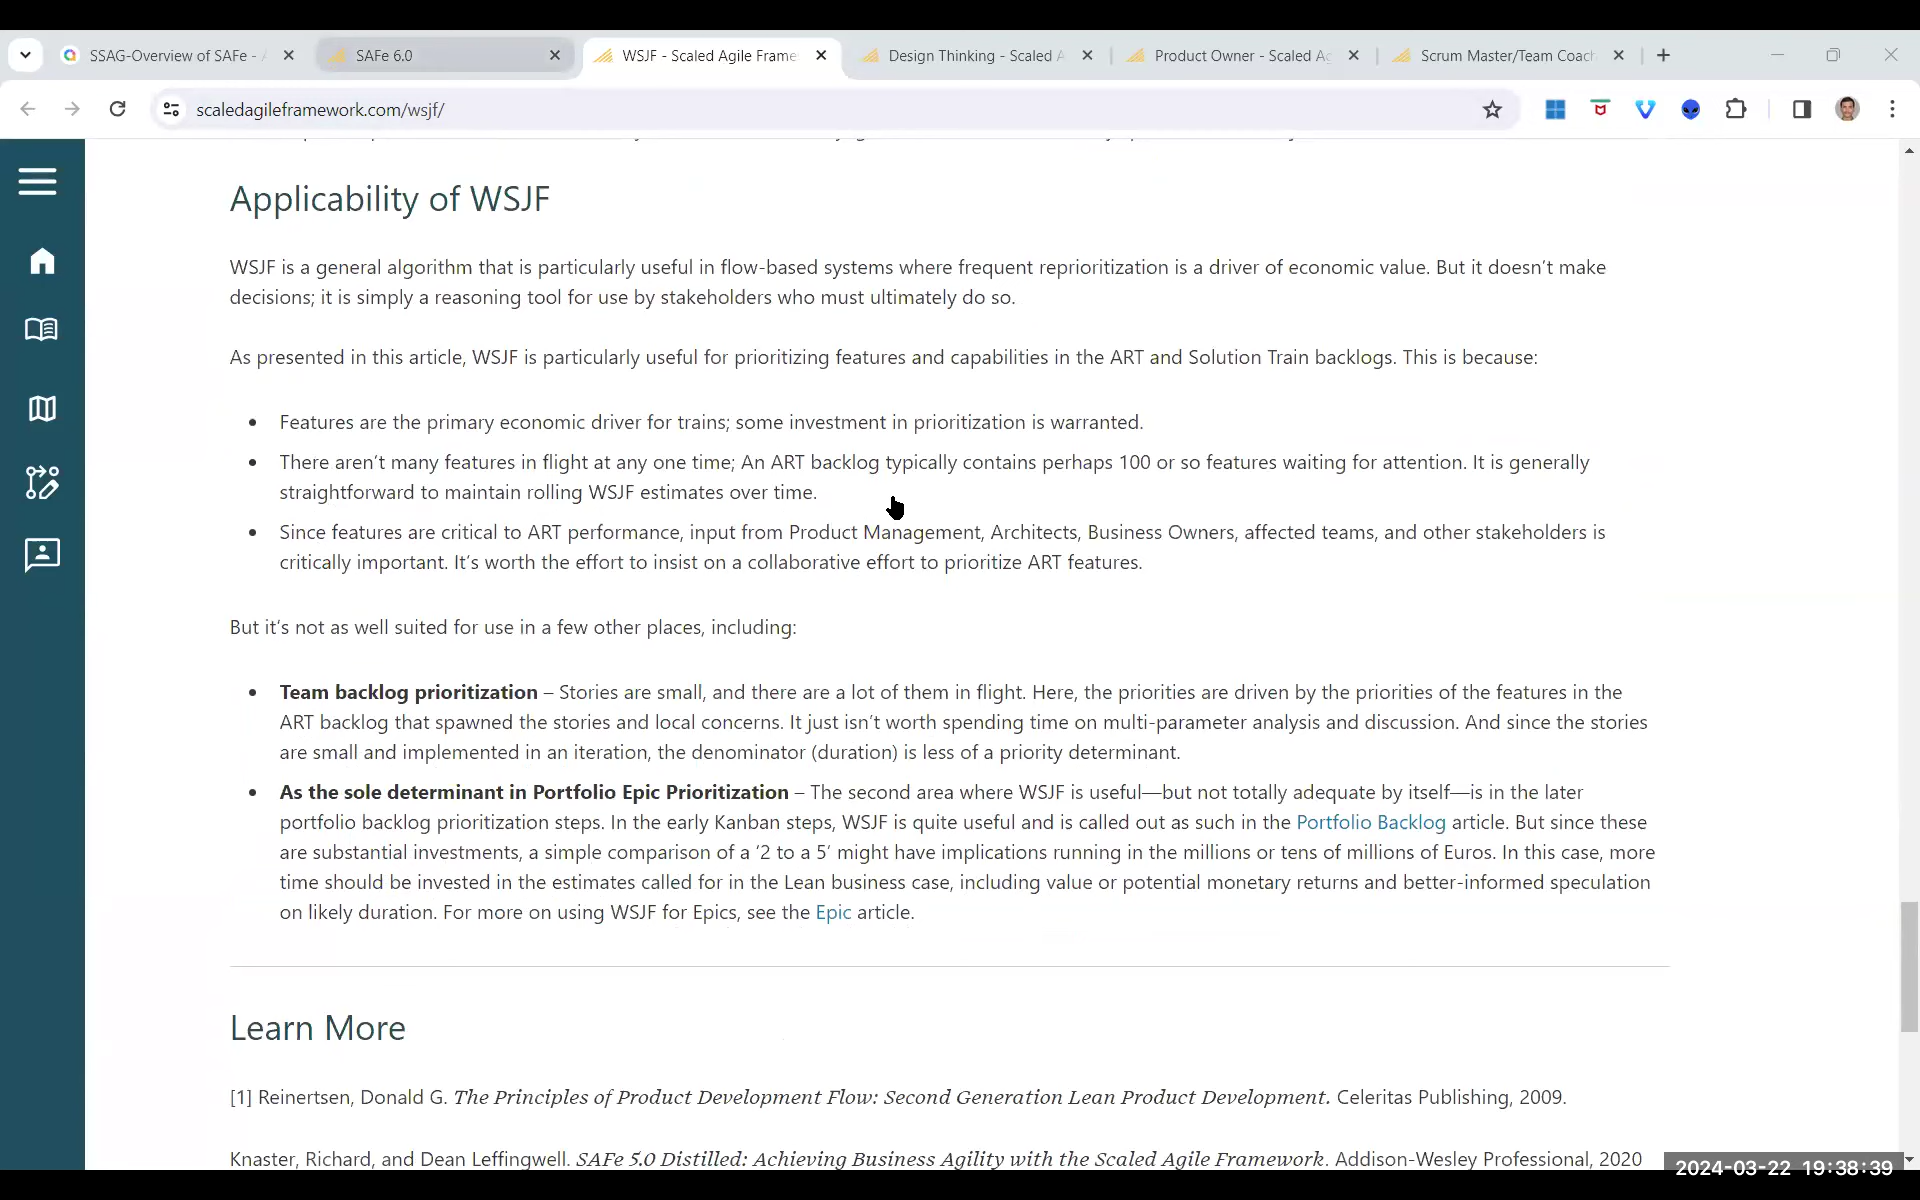 SSAG-Overview of SAFe -
SAFe 6.0
WSJF - Scaled Agile Frame
Design Thinking - Scaled A
Product Owner - Scaled Ag
Scrum Master/Team Coach
scaledagileframework.com/wsjf/
Applicability of WSJF
WSJF is a general algorithm that is particularly useful in flow-based systems where frequent reprioritization is a driver of economic value. But it doesn’t make
decisions; it is simply a reasoning tool for use by stakeholders who must ultimately do so.
As presented in this article, WSJF is particularly useful for prioritizing features and capabilities in the ART and Solution Train backlogs. This is because:
• Features are the primary economic driver for trains; some investment in prioritization is warranted.
• There aren’t many features in flight at any one time; An ART backlog typically contains perhaps 100 or so features waiting for attention. It is generally
straightforward to maintain rolling WSJF estimates over time.
• Since features are critical to ART performance, input from Product Management, Architects, Business Owners, affected teams, and other stakeholders is
critically important. It’s worth the effort to insist on a collaborative effort to prioritize ART features.
But it’s not as well suited for use in a few other places, including:
• Team backlog prioritization – Stories are small, and there are a lot of them in flight. Here, the priorities are driven by the priorities of the features in the
ART backlog that spawned the stories and local concerns. It just isn’t worth spending time on multi-parameter analysis and discussion. And since the stories
are small and implemented in an iteration, the denominator (duration) is less of a priority determinant.
• As the sole determinant in Portfolio Epic Prioritization – The second area where WSJF is useful—but not totally adequate by itself—is in the later
portfolio backlog prioritization steps. In the early Kanban steps, WSJF is quite useful and is called out as such in the Portfolio Backlog article. But since these
are substantial investments, a simple comparison of a ‘2 to a 5’ might have implications running in the millions or tens of millions of Euros. In this case, more
time should be invested in the estimates called for in the Lean business case, including value or potential monetary returns and better-informed speculation
on likely duration. For more on using WSJF for Epics, see the Epic article.
Learn More
[1] Reinertsen, Donald G. The Principles of Product Development Flow: Second Generation Lean Product Development. Celeritas Publishing, 2009.
Knaster, Richard, and Dean Leffingwell. SAFe 5.0 Distilled: Achieving Business Agility with the Scaled Agile Framework. Addison-Wesley Professional, 2020
2024-03-22 19:38:39